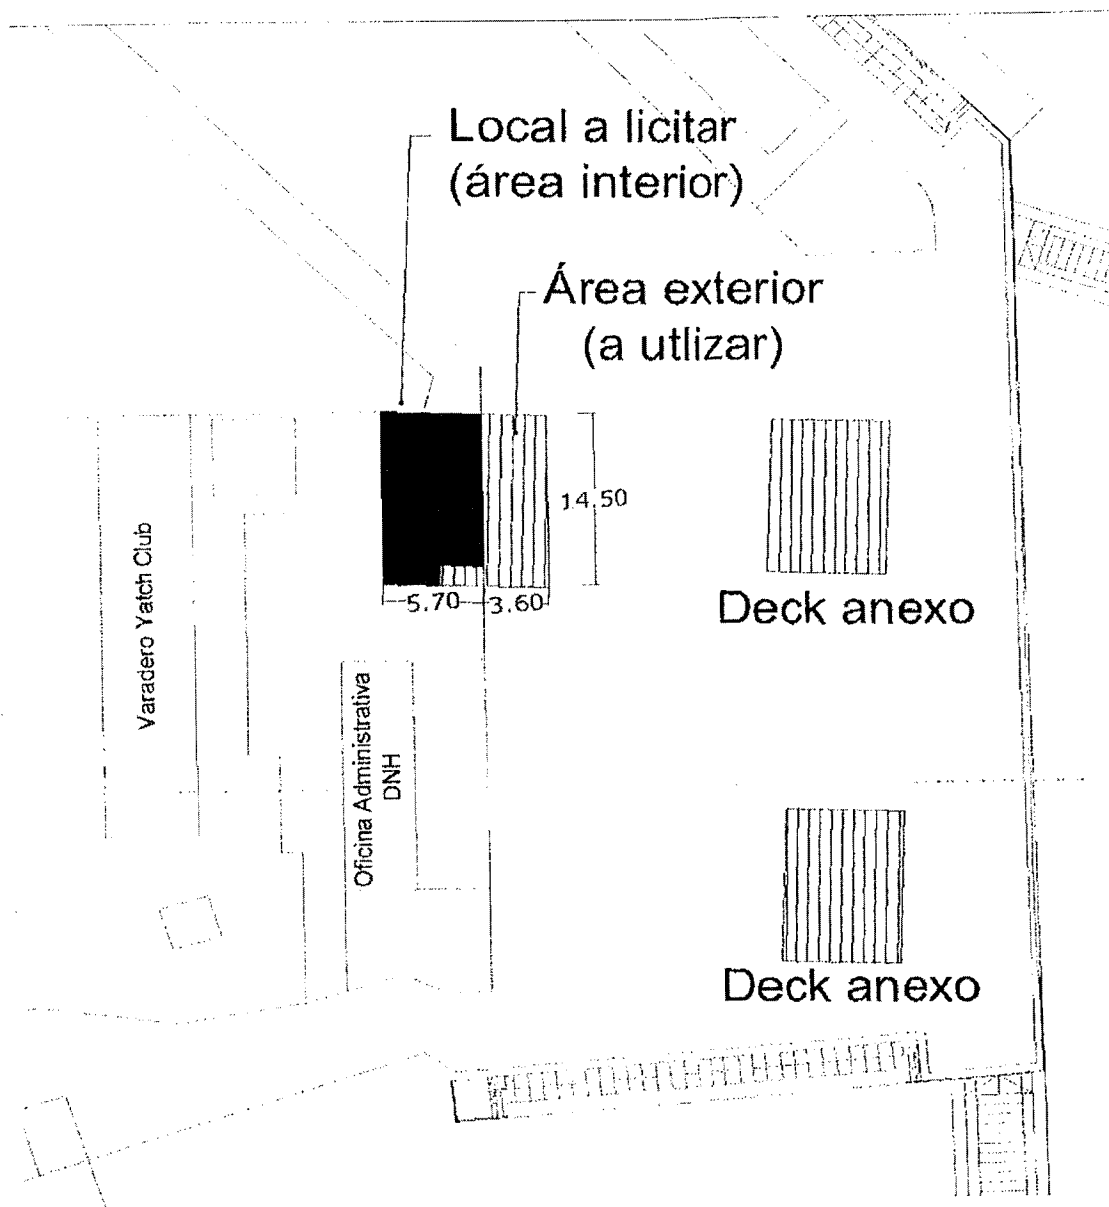 Local a licitar
(área interior)
Área exterior
(a utlizar)
14.50
5.70
3.60
Deck anexo
Varadero Yatch Club
Oficina Administrativa
DNH
Deck anexo